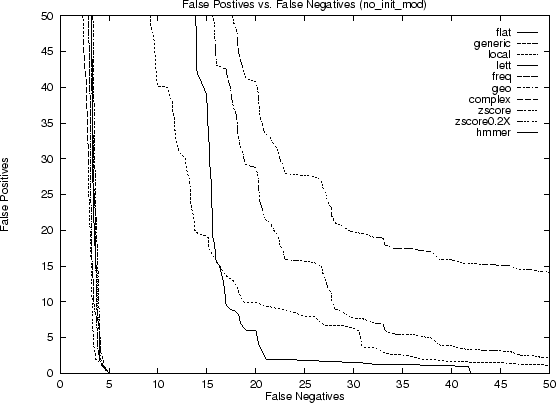 False Postives vs. False Negatives (no_init_mod)
50
45
40
35
30
25
20
15
10
5
0
False Positives
flat
generic
local
lett
freq
geo
complex
zscore
zscore0.2X
hmmer
0 5 10 15 20 25 30 35 40 45 50
False Negatives